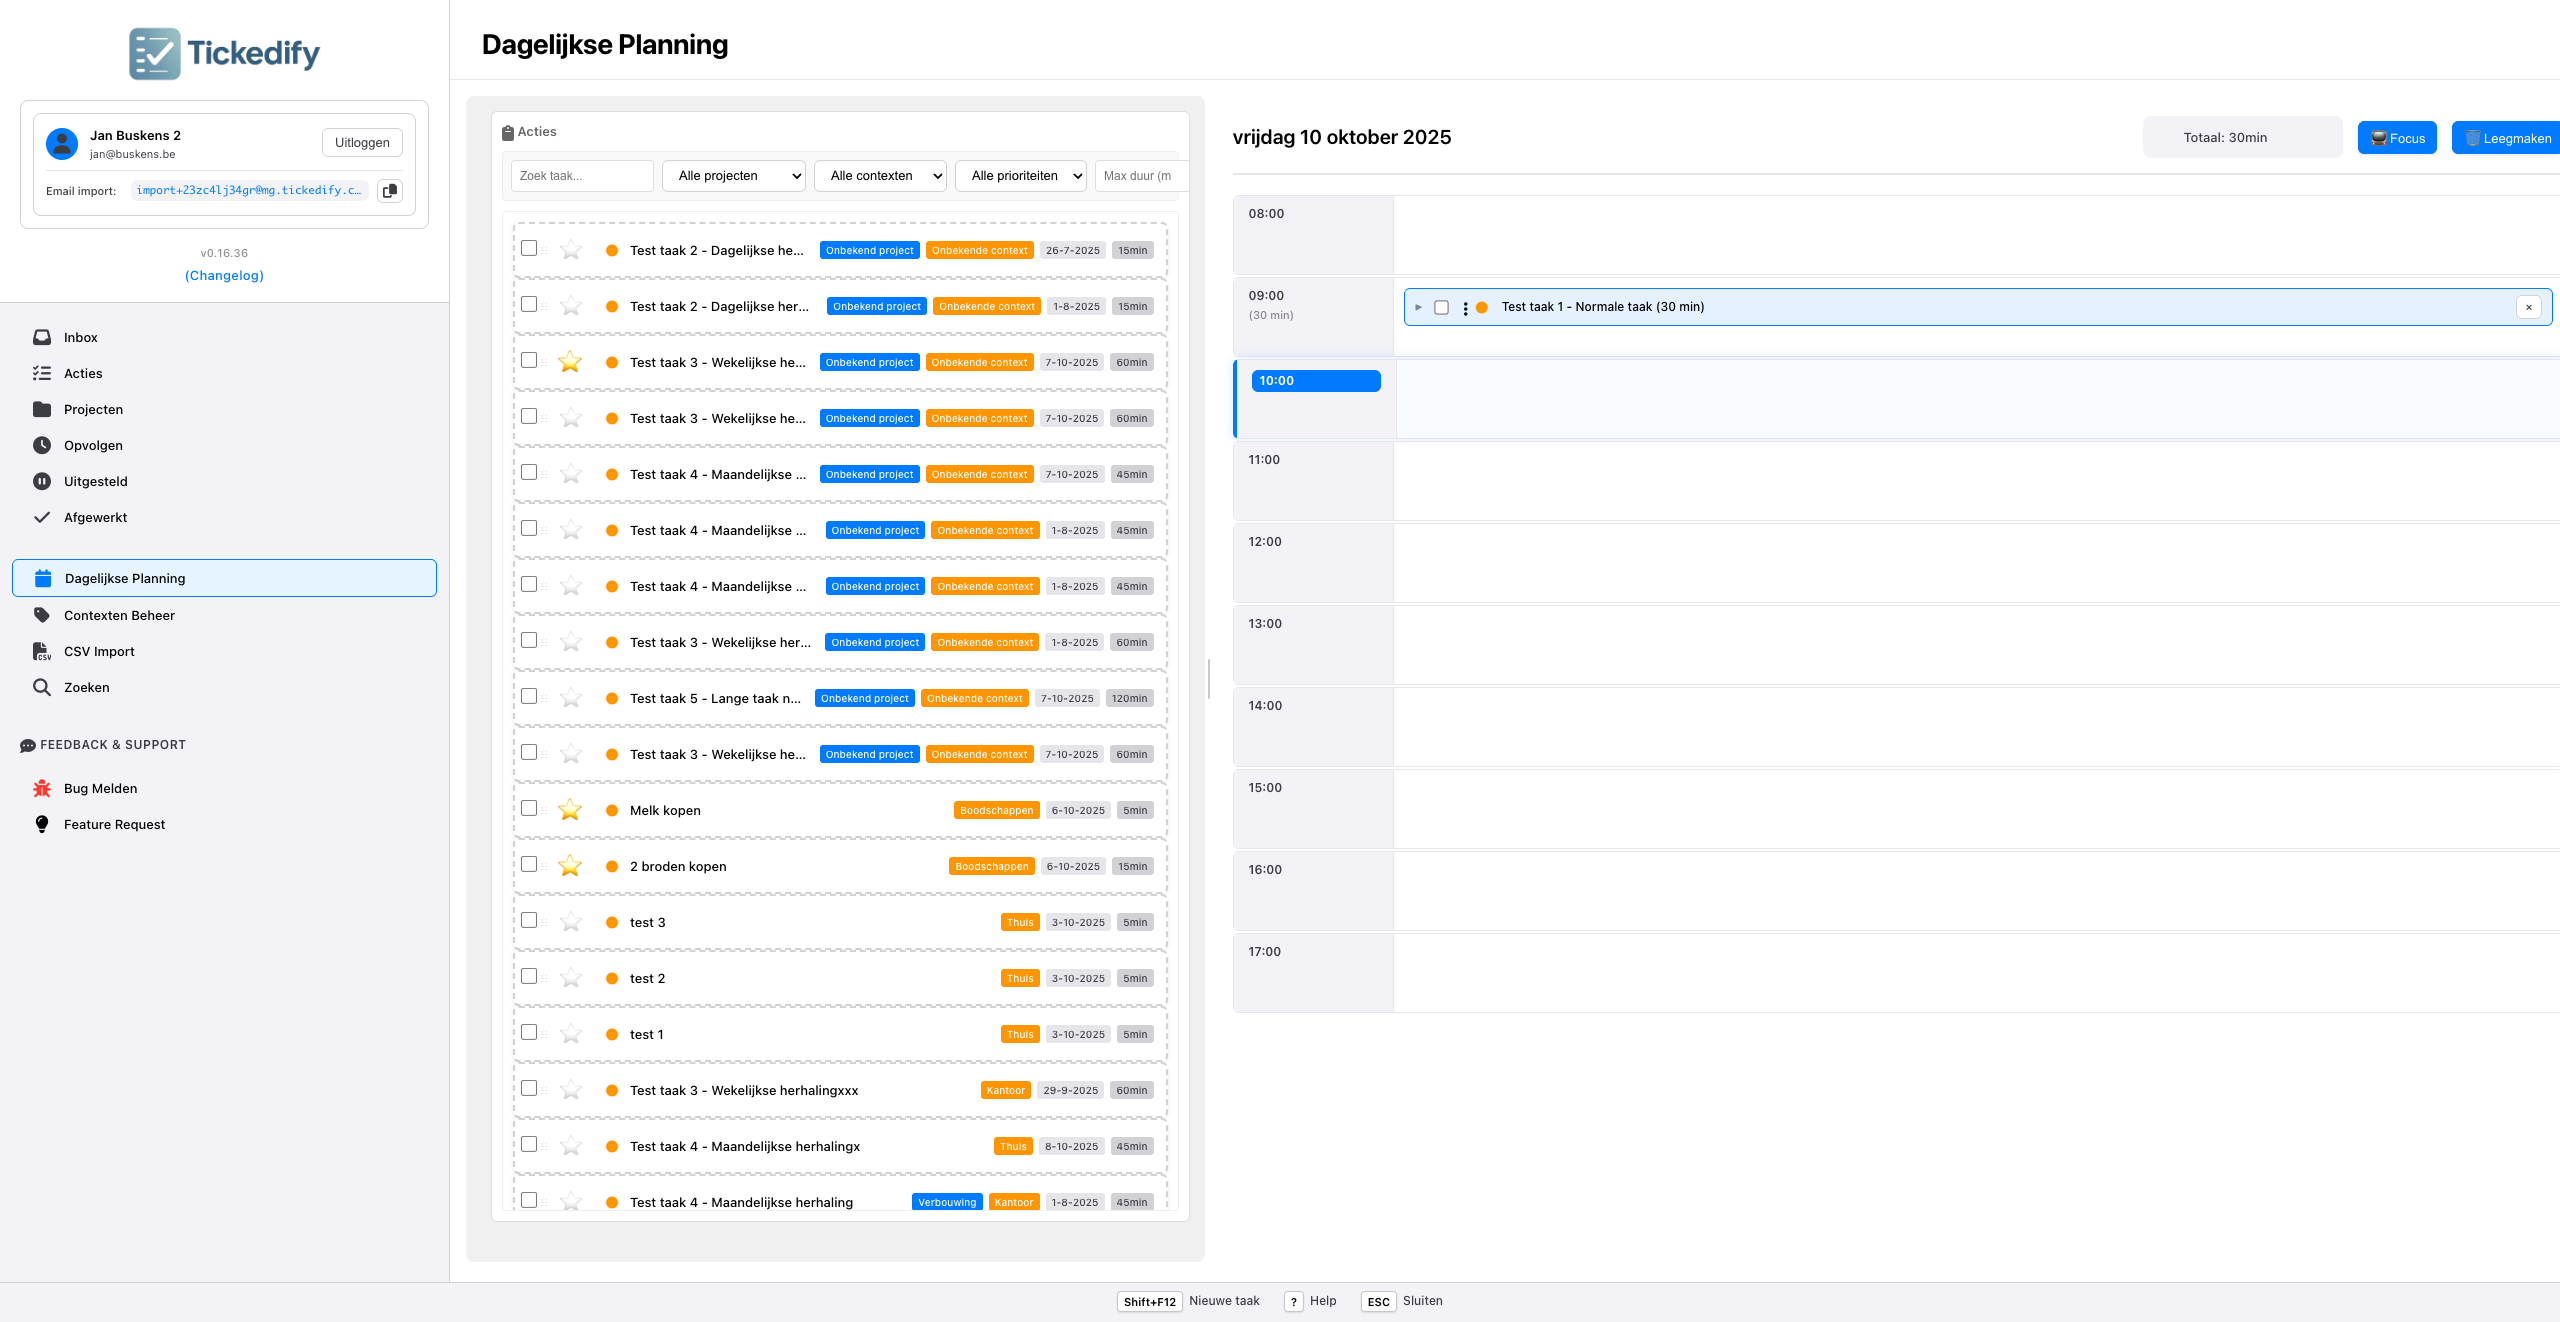 Tickedify
Jan Buskens 2
jan@buskens.be
Uitloggen
Email import: import+23zc4lj34gr@mg.tickedify.c...
v0.16.36
(Changelog)
Inbox
Acties
Projecten
Opvolgen
Uitgesteld
Afgewerkt
Dagelijkse Planning
Contexten Beheer
CSV Import
Zoeken
FEEDBACK & SUPPORT
Bug Melden
Feature Request
Dagelijkse Planning
Acties
Zoek taak... Alle projecten Alle contexten Alle prioriteiten Max duur (m
Test taak 2 - Dagelijkse he... Onbekend project Onbekende context 26-7-2025 15min
Test taak 2 - Dagelijkse her... Onbekend project Onbekende context 1-8-2025 15min
Test taak 3 - Wekelijkse he... Onbekend project Onbekende context 7-10-2025 60min
Test taak 3 - Wekelijkse he... Onbekend project Onbekende context 7-10-2025 60min
Test taak 4 - Maandelijkse ... Onbekend project Onbekende context 7-10-2025 45min
Test taak 4 - Maandelijkse ... Onbekend project Onbekende context 1-8-2025 45min
Test taak 4 - Maandelijkse ... Onbekend project Onbekende context 1-8-2025 45min
Test taak 3 - Wekelijkse her... Onbekend project Onbekende context 1-8-2025 60min
Test taak 5 - Lange taak n... Onbekend project Onbekende context 7-10-2025 120min
Test taak 3 - Wekelijkse he... Onbekend project Onbekende context 7-10-2025 60min
Melk kopen Boodschappen 6-10-2025 5min
2 broden kopen Boodschappen 6-10-2025 15min
test 3 Thuis 3-10-2025 5min
test 2 Thuis 3-10-2025 5min
test 1 Thuis 3-10-2025 5min
Test taak 3 - Wekelijkse herhalingxxx Kantoor 29-9-2025 60min
Test taak 4 - Maandelijkse herhalingx Thuis 8-10-2025 45min
Test taak 4 - Maandelijkse herhaling Verbouwing Kantoor 1-8-2025 45min
vrijdag 10 oktober 2025 Totaal: 30min Focus Leegmaken
08:00
09:00
(30 min)
Test taak 1 - Normale taak (30 min) ×
10:00
11:00
12:00
13:00
14:00
15:00
16:00
17:00
Shift+F12 Nieuwe taak ? Help ESC Sluiten